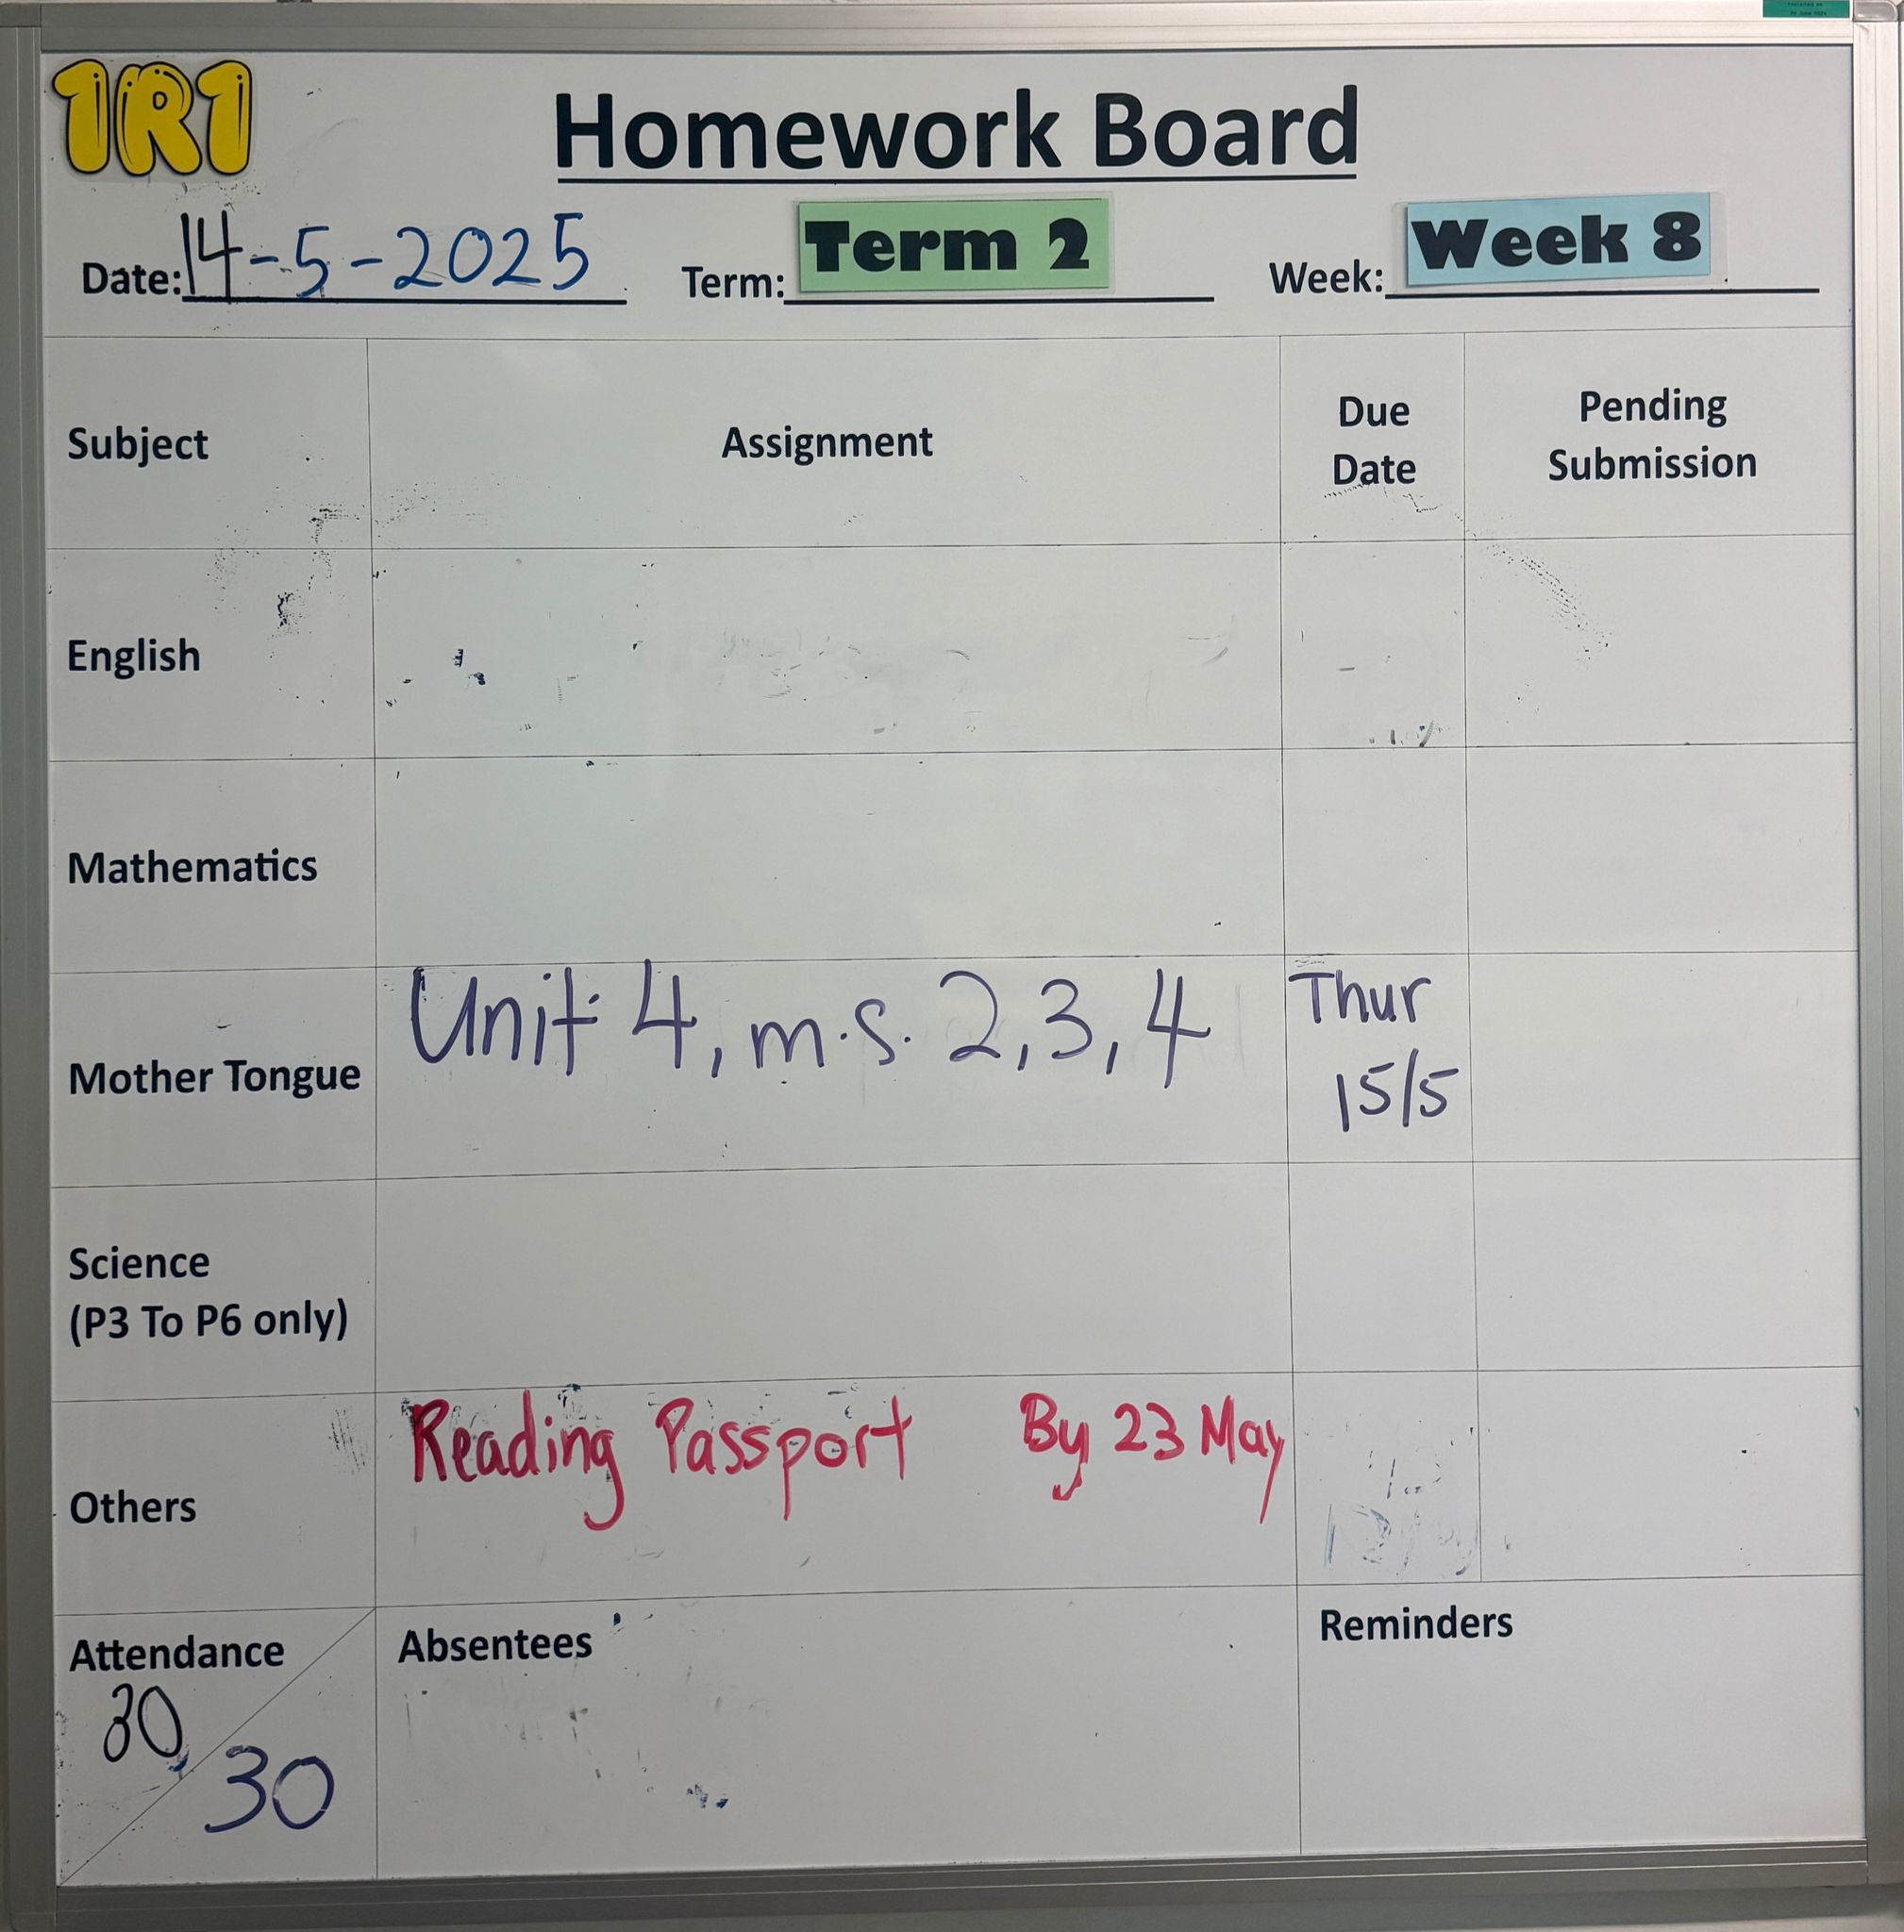 1R1
Homework Board
Date: 14-5-2025 Term: Term 2 Week: Week 8
Subject Assignment Due Date Pending Submission
English
Mathematics
Mother Tongue Unit 4, m.s. 2,3,4 Thur 15/5
Science
(P3 To P6 only)
Others Reading Passport By 23 May
Attendance Absentees Reminders
30
30